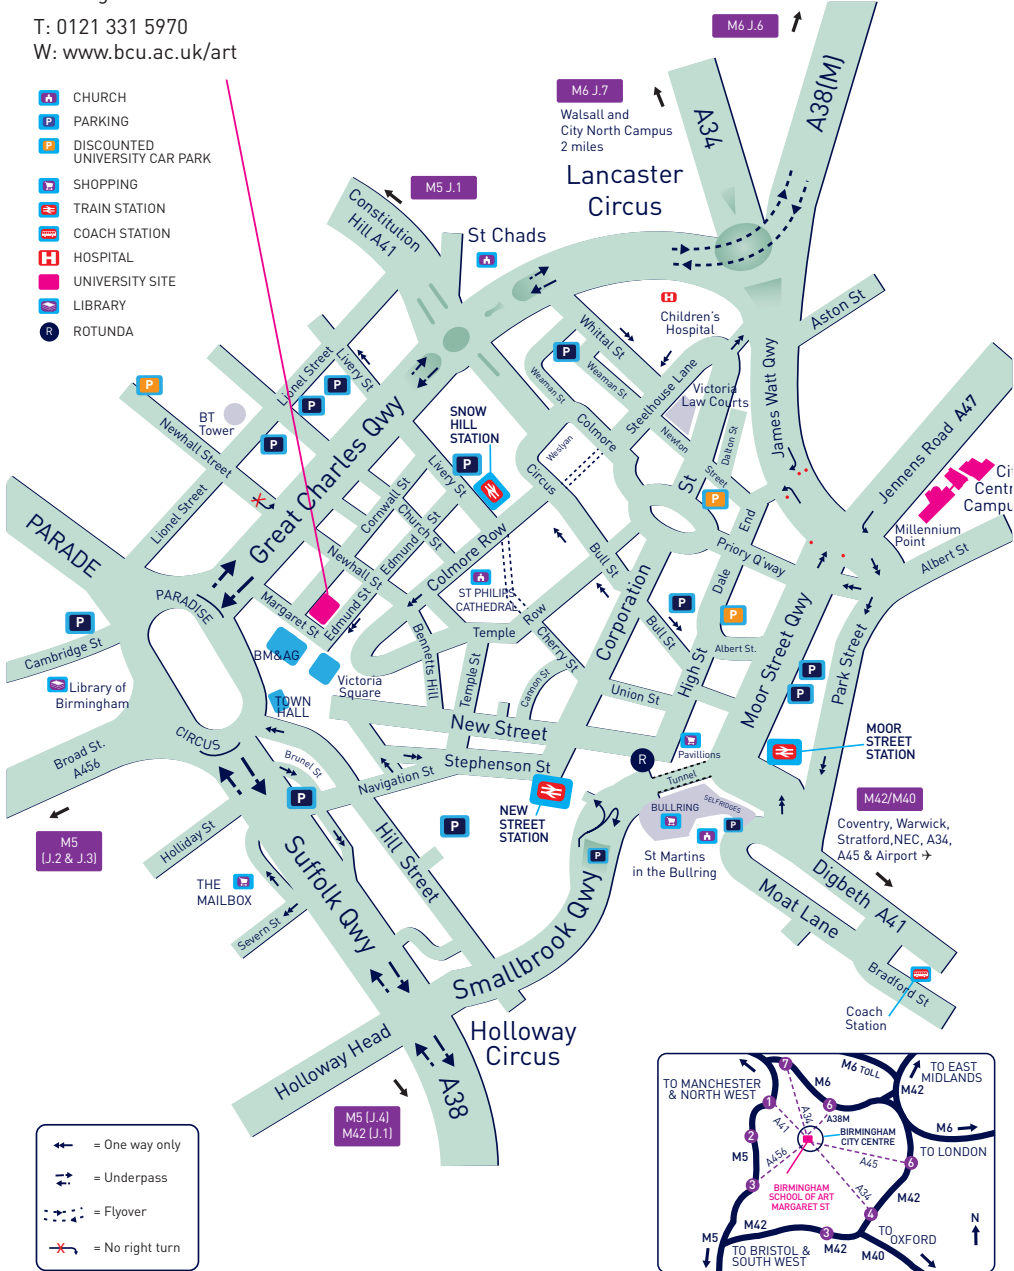 T: 0121 331 5970
W: www.bcu.ac.uk/art
CHURCH
PARKING
DISCOUNTED
UNIVERSITY CAR PARK
SHOPPING
TRAIN STATION
COACH STATION
HOSPITAL
UNIVERSITY SITE
LIBRARY
R
ROTUNDA
M6 J.6
M6 J.7
Walsall and
City North Campus
2 miles
A34
A38(M)
Lancaster
Circus
M5 J.1
Constitution
Hill A41
St Chads
H
Children's
Hospital
Aston St
Whittal St
Weaman St
Weaman St
Steelhouse Lane
Victoria
Law Courts
James Watt Qwy
Jennens Road A47
Lionel Street
Livery St
P
BT
Tower
Newhall Street
Lionel Street
Great Charles Qwy
SNOW
HILL
STATION
Livery St
Colmore
Circus
Weslyan
Newton
Street
Dalton St
Millennium
Point
Albert St
PARADE
PARADISE
CIRCUS
Cornwall St
Church St
Edmund St
Newhall St
Colmore Row
Margaret St
Edmund St
ST PHILIPS
CATHEDRAL
Bull St
St
Corporation
Priory Q'way
Dale
End
Cambridge St
Library of
Birmingham
BM&AG
Victoria
Square
TOWN
HALL
Bennetts Hill
Temple
Row
Temple St
Cherry St
Cannon St
Bull St
Albert St.
High St
Union St
Moor Street Qwy
Park Street
Broad St.
A456
Brunel St
New Street
Stephenson St
Navigation St
Pavillions
Tunnel
R
MOOR
STREET
STATION
M5
(J.2 & J.3)
Holliday St
Hill Street
NEW
STREET
STATION
BULLRING
SELFRIDGES
St Martins
in the Bullring
M42/M40
Coventry, Warwick,
Stratford,NEC, A34,
A45 & Airport
THE
MAILBOX
Severn St
Suffolk Qwy
Smallbrook Qwy
Moat Lane
Digbeth A41
Bradford St
Coach
Station
Holloway
Circus
Holloway Head
A38
M5 (J.4)
M42 (J.1)
= One way only
= Underpass
= Flyover
= No right turn
TO MANCHESTER
& NORTH WEST
M6 TOLL
TO EAST
MIDLANDS
M6
M42
7
6
1
2
3
A34
A38M
A41
A456
BIRMINGHAM
CITY CENTRE
M6
TO LONDON
M5
A45
6
BIRMINGHAM
SCHOOL OF ART
MARGARET ST
A34
M42
4
3
M42
M5
M42
M40
TO
OXFORD
TO BRISTOL &
SOUTH WEST
N